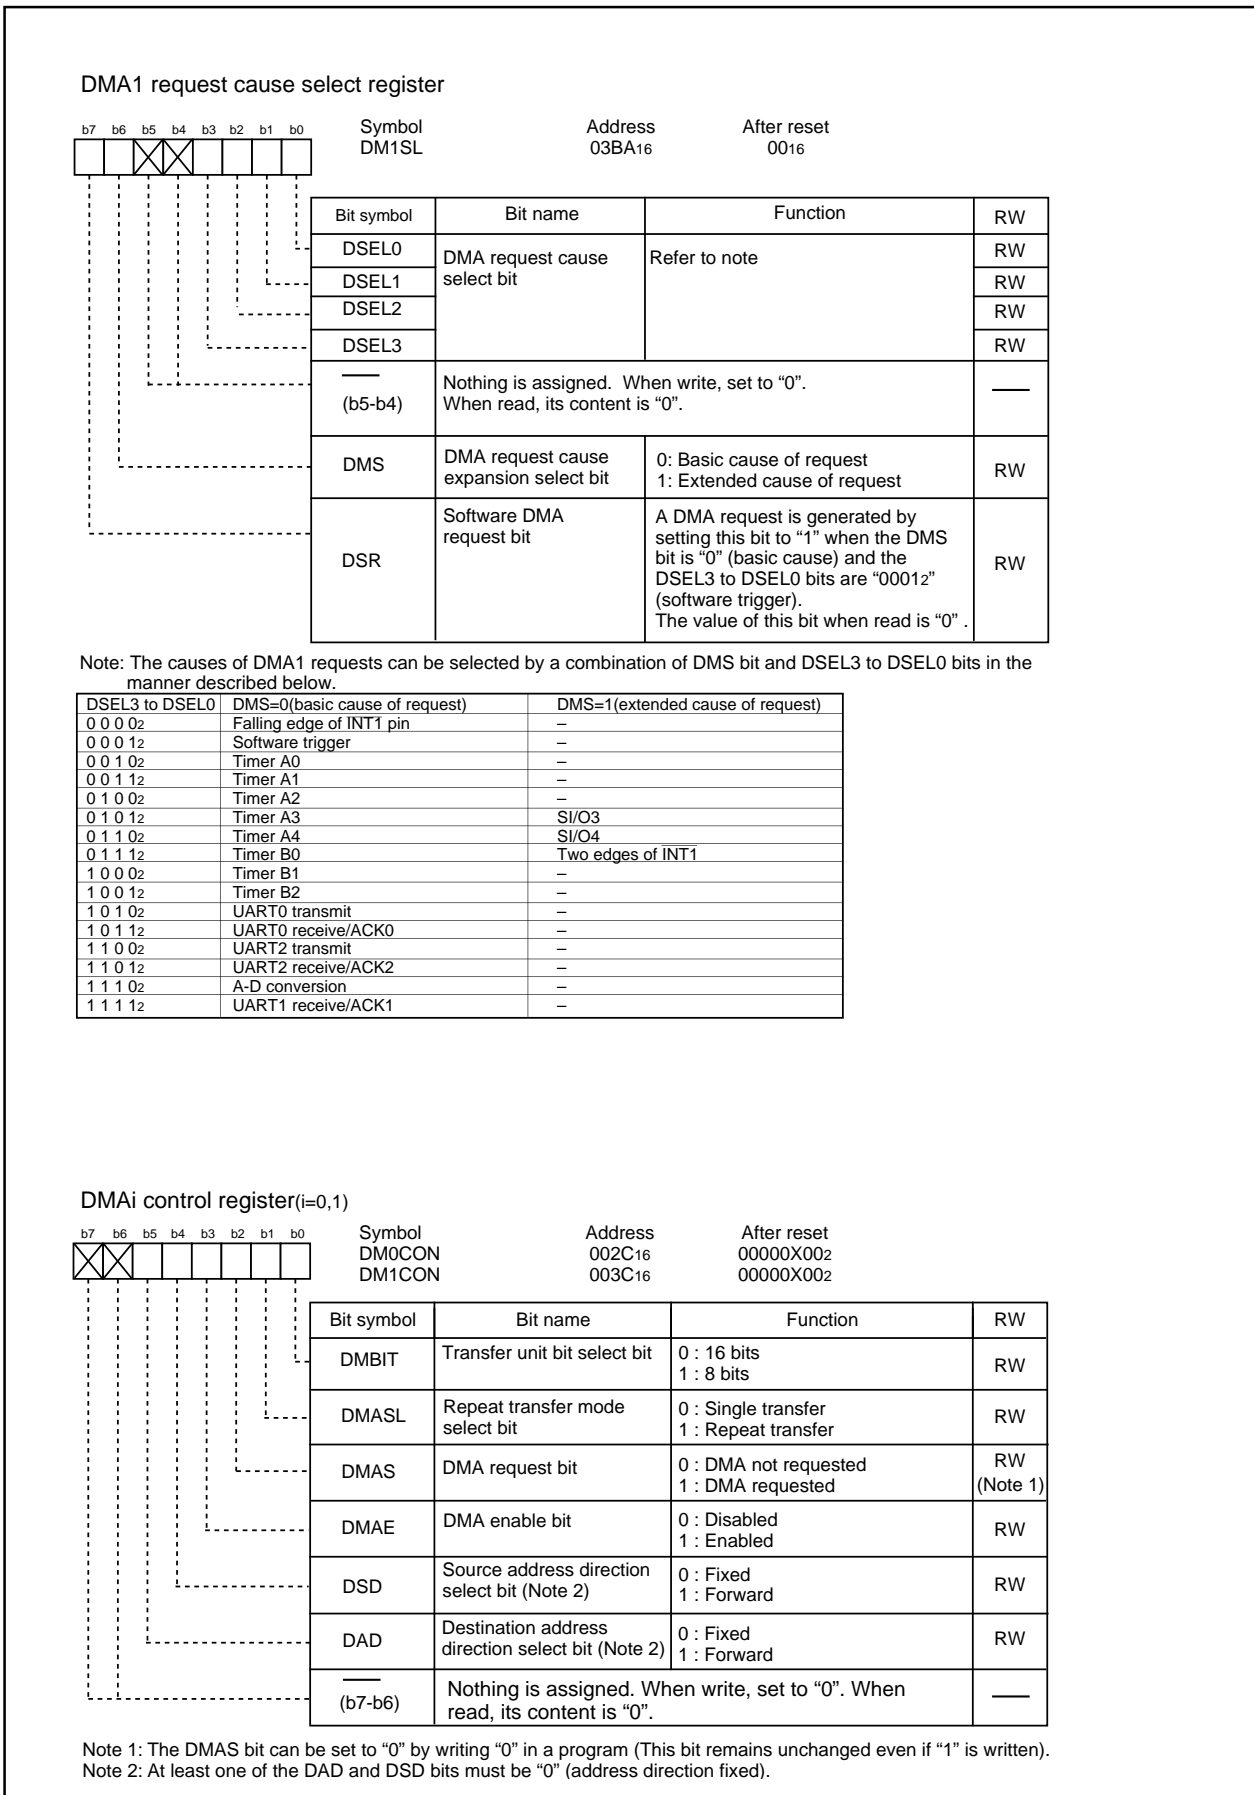 DMA1 request cause select register
b7 b6 b5 b4 b3 b2 b1 b0
Symbol Address After reset
DM1SL 03BA16 0016
Bit symbol Bit name Function RW
DSEL0 DMA request cause select bit Refer to note RW
DSEL1 RW
DSEL2 RW
DSEL3 RW
(b5-b4) Nothing is assigned. When write, set to “0”.
When read, its content is “0”.
DMS DMA request cause expansion select bit 0: Basic cause of request RW
1: Extended cause of request
DSR Software DMA request bit A DMA request is generated by RW
setting this bit to “1” when the DMS
bit is “0” (basic cause) and the
DSEL3 to DSEL0 bits are “00012”
(software trigger).
The value of this bit when read is “0” .
Note: The causes of DMA1 requests can be selected by a combination of DMS bit and DSEL3 to DSEL0 bits in the
manner described below.
DSEL3 to DSEL0 DMS=0(basic cause of request) DMS=1(extended cause of request)
0 0 0 02 Falling edge of INT1 pin –
0 0 0 12 Software trigger –
0 0 1 02 Timer A0 –
0 0 1 12 Timer A1 –
0 1 0 02 Timer A2 –
0 1 0 12 Timer A3 SI/O3
0 1 1 02 Timer A4 SI/O4
0 1 1 12 Timer B0 Two edges of INT1
1 0 0 02 Timer B1 –
1 0 0 12 Timer B2 –
1 0 1 02 UART0 transmit –
1 0 1 12 UART0 receive/ACK0 –
1 1 0 02 UART2 transmit –
1 1 0 12 UART2 receive/ACK2 –
1 1 1 02 A-D conversion –
1 1 1 12 UART1 receive/ACK1 –
DMAi control register(i=0,1)
b7 b6 b5 b4 b3 b2 b1 b0
Symbol Address After reset
DM0CON 002C16 00000X002
DM1CON 003C16 00000X002
Bit symbol Bit name Function RW
DMBIT Transfer unit bit select bit 0 : 16 bits RW
1 : 8 bits
DMASL Repeat transfer mode select bit 0 : Single transfer RW
1 : Repeat transfer
DMAS DMA request bit 0 : DMA not requested RW
1 : DMA requested (Note 1)
DMAE DMA enable bit 0 : Disabled RW
1 : Enabled
DSD Source address direction select bit (Note 2) 0 : Fixed RW
1 : Forward
DAD Destination address direction select bit (Note 2) 0 : Fixed RW
1 : Forward
(b7-b6) Nothing is assigned. When write, set to “0”. When
read, its content is “0”.
Note 1: The DMAS bit can be set to “0” by writing “0” in a program (This bit remains unchanged even if “1” is written).
Note 2: At least one of the DAD and DSD bits must be “0” (address direction fixed).